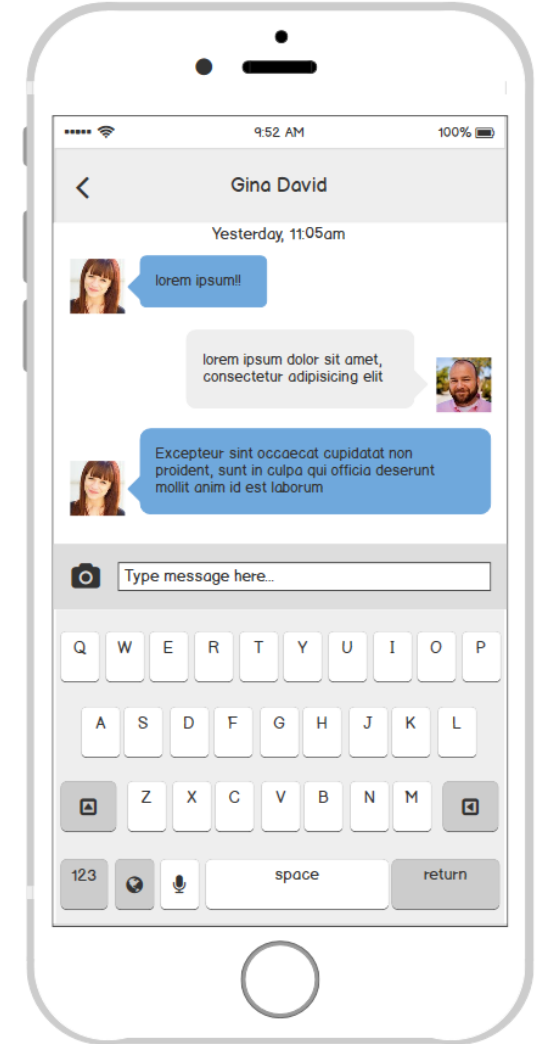 9:52 AM 100%
Gina David
Yesterday, 11:05am
lorem ipsum!!
lorem ipsum dolor sit amet,
consectetur adipisicing elit
Excepteur sint occaecat cupidatat non
proident, sunt in culpa qui officia deserunt
mollit anim id est laborum
Type message here...
Q W E R T Y U I O P
A S D F G H J K L
Z X C V B N M
123 space return